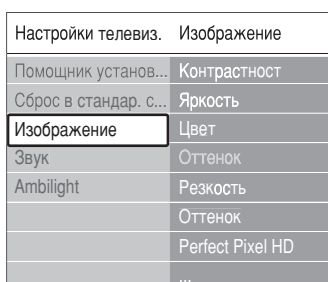 Настройки телевиз. Изображение
Помощник установ... Контрастност
Сброс в стандар. с... Яркость
Изображение Цвет
Звук Оттенок
Ambilight Резкость
Оттенок
Perfect Pixel HD
...